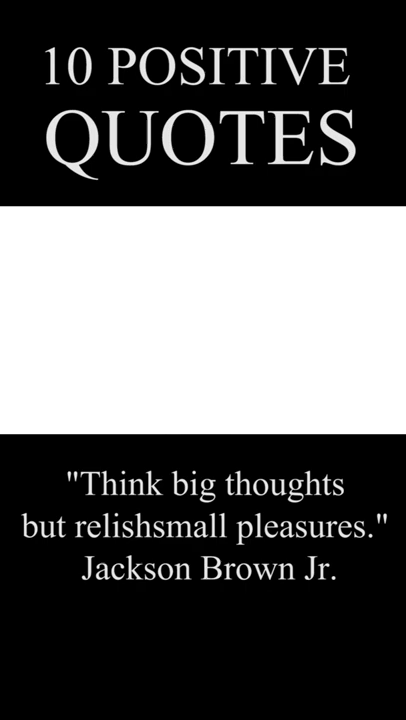 10 POSITIVE
QUOTES
"Think big thoughts
but relishsmall pleasures."
Jackson Brown Jr.